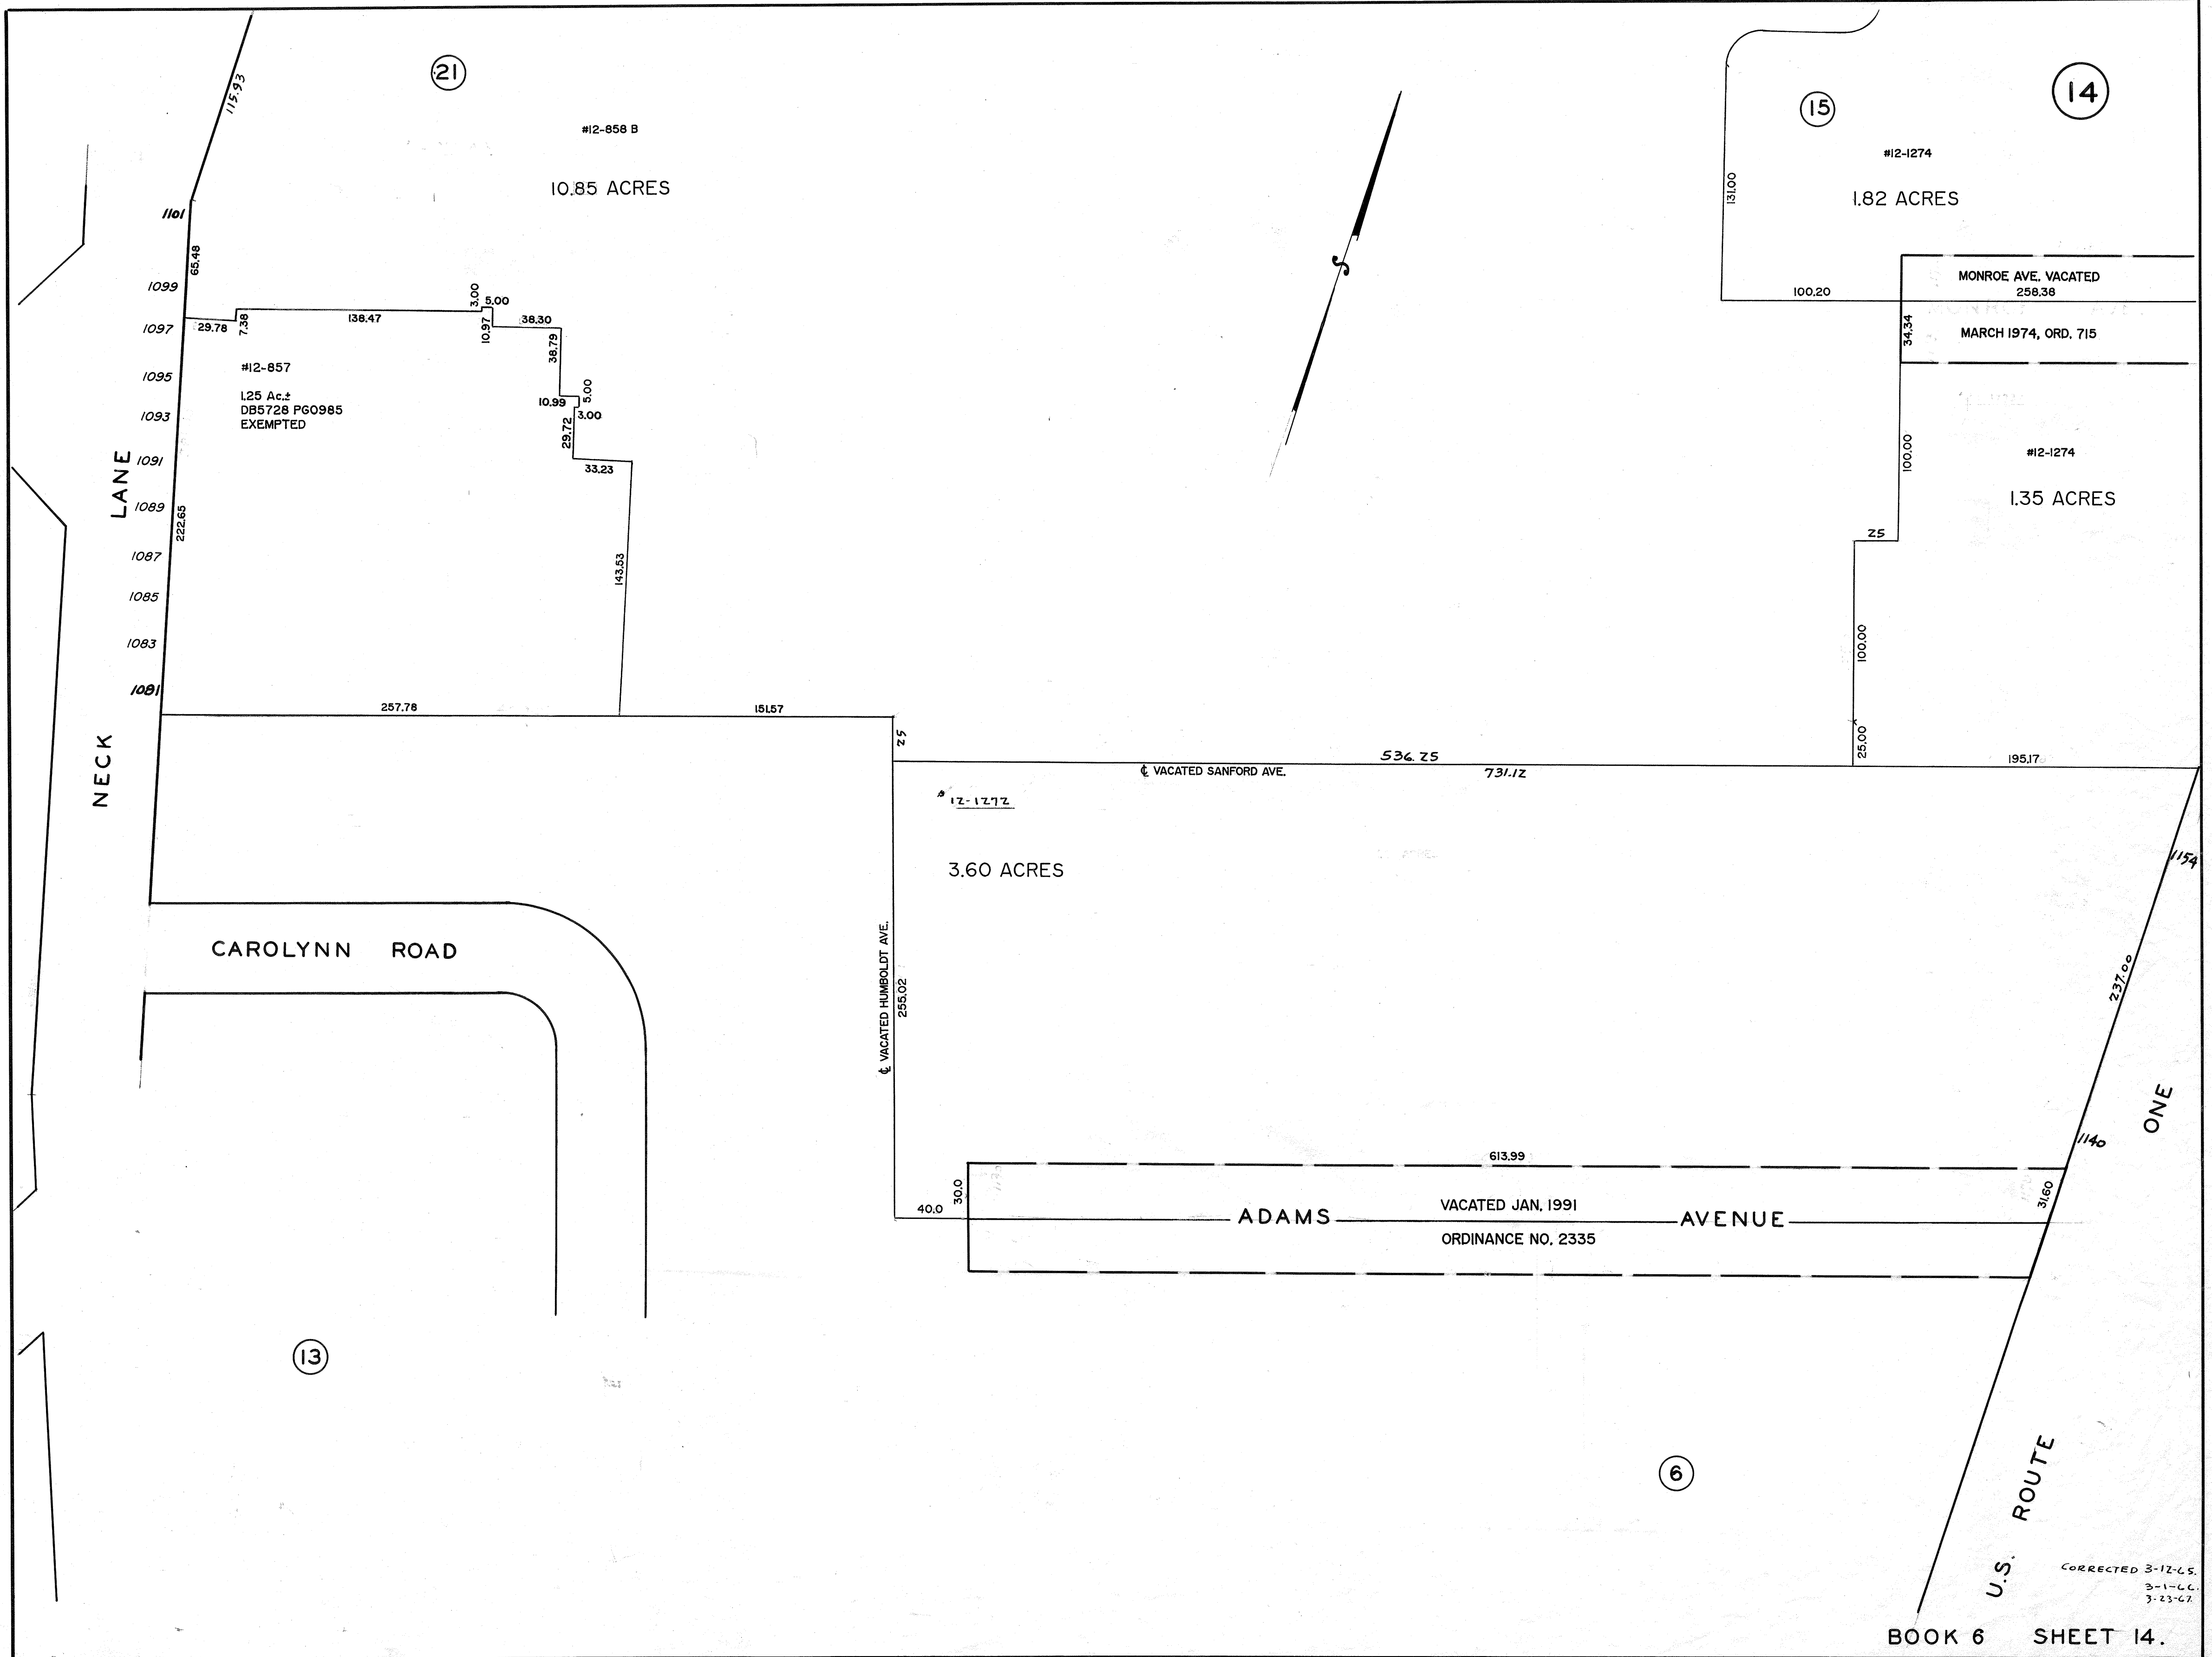 21
15
14
115.93
#12-858 B
10.85 ACRES
#12-1274
1.82 ACRES
131.00
1101
65.48
1099
1097
29.78
7.38
138.47
3.00
5.00
10.97
38.30
38.79
5.00
10.99
3.00
29.72
33.23
143.53
#12-857
1.25 Ac.±
DB5728 PG0985
EXEMPTED
1095
1093
1091
1089
1087
1085
1083
1081
222.65
NECK LANE
S
MONROE AVE. VACATED
100.20
258.38
34.34
MARCH 1974, ORD. 715
100.00
#12-1274
1.35 ACRES
25
100.00
25.00
257.78
151.57
25
536.25
195.17
℄ VACATED SANFORD AVE.
731.12
# 12-1272
3.60 ACRES
1154
CAROLYNN ROAD
℄ VACATED HUMBOLDT AVE.
255.02
237.00
1140
613.99
40.0
30.0
31.60
VACATED JAN. 1991
ADAMS AVENUE
ORDINANCE NO. 2335
13
6
U.S. ROUTE ONE
CORRECTED 3-12-65.
3-1-66.
3-23-67.
BOOK 6 SHEET 14.